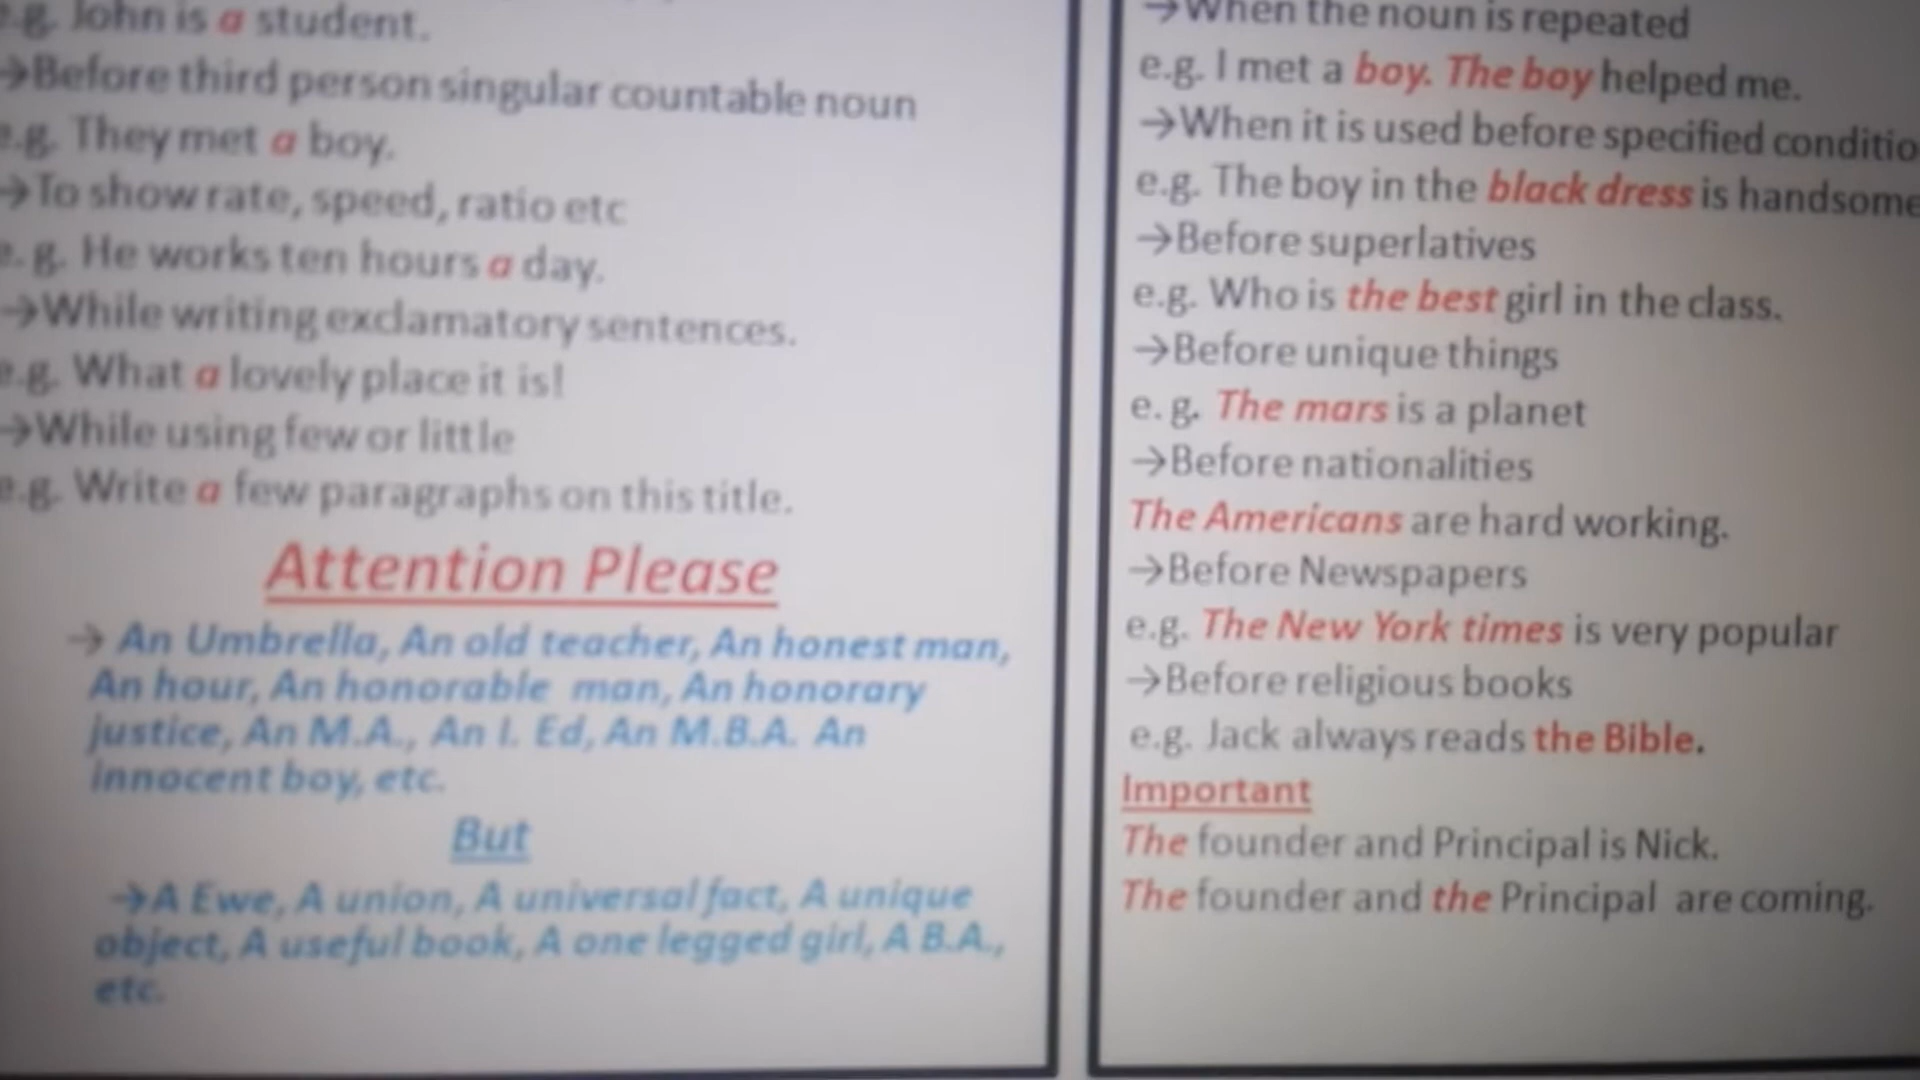 e.g. John is a student.
→Before third person singular countable noun
e.g. They met a boy.
→To show rate, speed, ratio etc
e. g. He works ten hours a day.
→While writing exclamatory sentences.
e.g. What a lovely place it is!
→While using few or little
e.g. Write a few paragraphs on this title.
Attention Please
→ An Umbrella, An old teacher, An honest man,
An hour, An honorable man, An honorary
justice, An M.A., An I. Ed, An M.B.A. An
innocent boy, etc.
But
→A Ewe, A union, A universal fact, A unique
object, A useful book, A one legged girl, A B.A.,
etc.
→When the noun is repeated
e.g. I met a boy. The boy helped me.
→When it is used before specified conditio
e.g. The boy in the black dress is handsome
→Before superlatives
e.g. Who is the best girl in the class.
→Before unique things
e. g. The mars is a planet
→Before nationalities
The Americans are hard working.
→Before Newspapers
e.g. The New York times is very popular
→Before religious books
e.g. Jack always reads the Bible.
Important
The founder and Principal is Nick.
The founder and the Principal are coming.